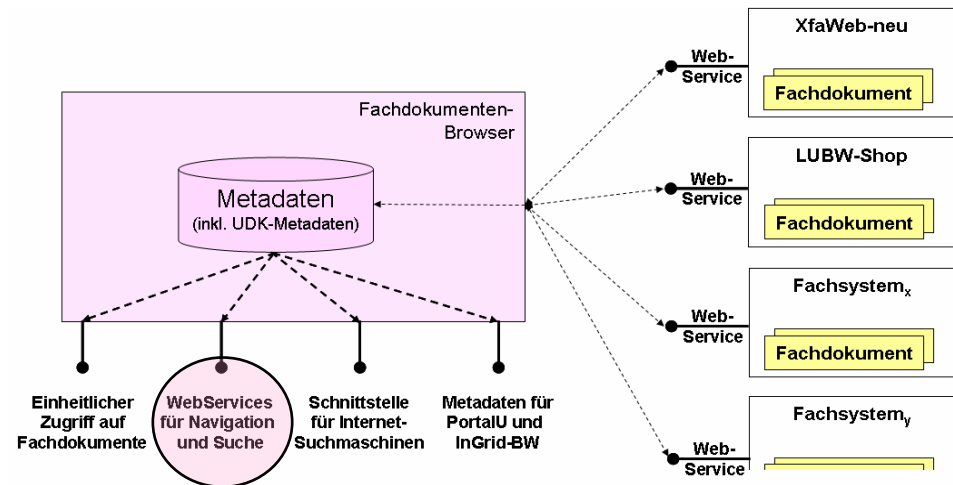 Fachdokumenten-
Browser
Metadaten
(inkl. UDK-Metadaten)
Einheitlicher
Zugriff auf
Fachdokumente
WebServices
für Navigation
und Suche
Schnittstelle
für Internet-
Suchmaschinen
Metadaten für
PortalU und
InGrid-BW
Web-
Service
XfaWeb-neu
Fachdokument
Web-
Service
LUBW-Shop
Fachdokument
Web-
Service
Fachsystemx
Fachdokument
Web-
Service
Fachsystemy